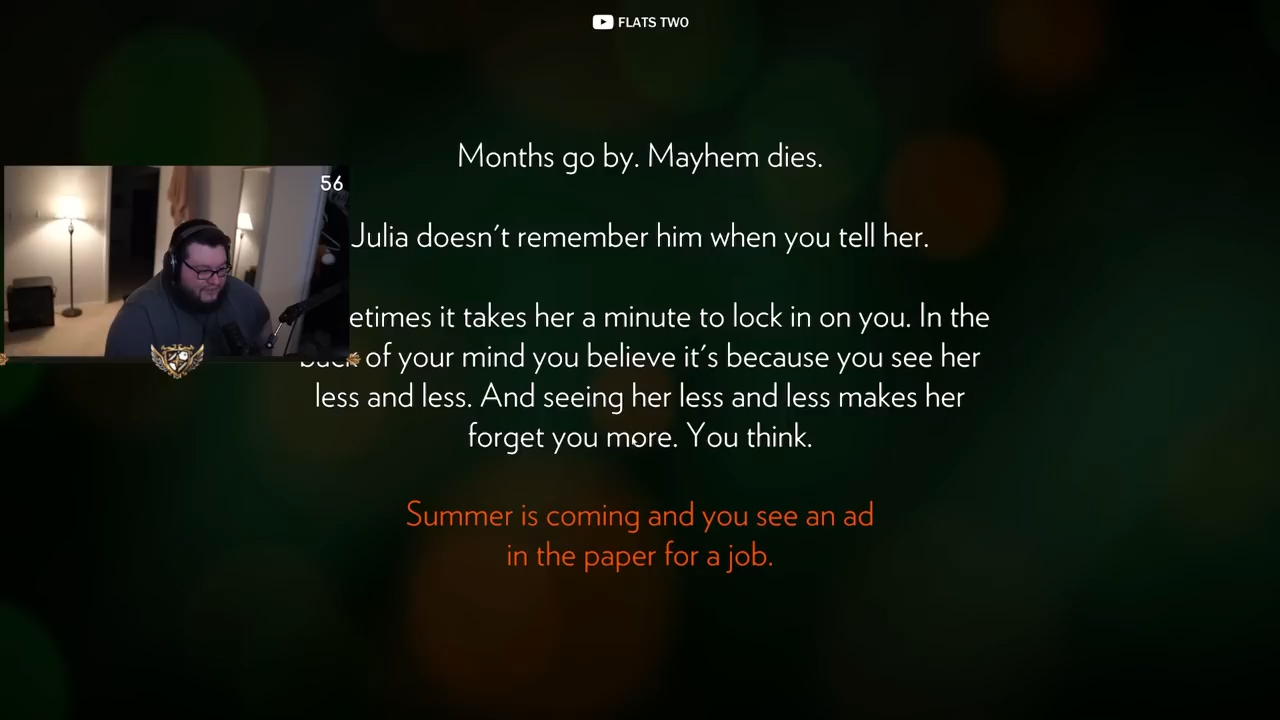 FLATS TWO
56
Months go by. Mayhem dies.
Julia doesn't remember him when you tell her.
it takes her a minute to lock in on you. In the
of your mind you believe it's because you see her
less and less. And seeing her less and less makes her
forget you more. You think.
Summer is coming and you see an ad
in the paper for a job.